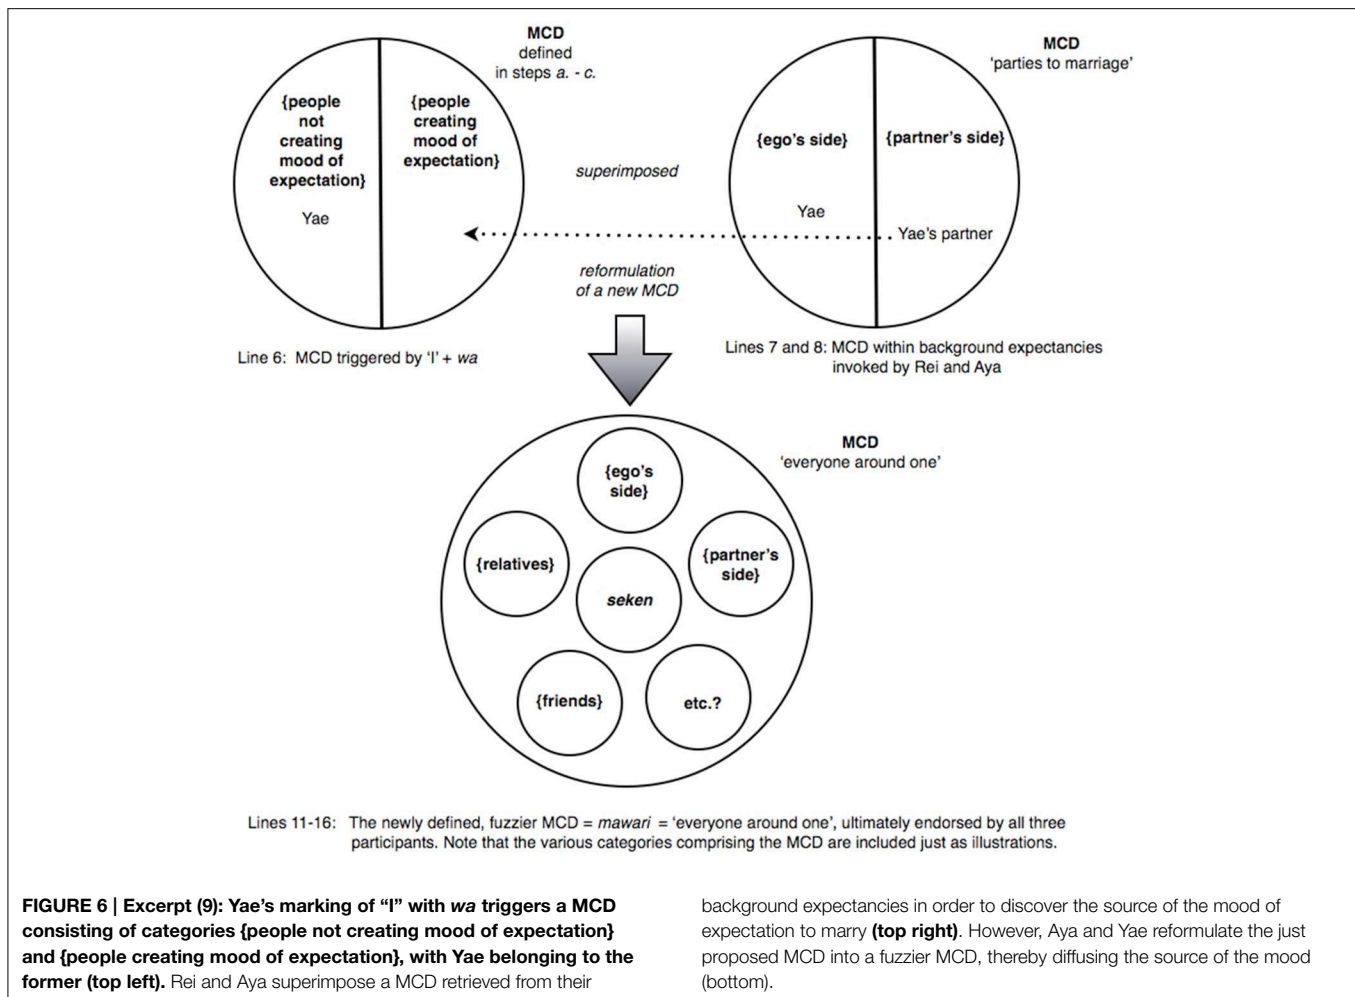 MCD
defined
in steps a. - c.
{people
not
creating
mood of
expectation}
Yae
{people
creating
mood of
expectation}
superimposed
MCD
'parties to marriage'
{ego's side}
Yae
{partner's side}
Yae's partner
reformulation
of a new MCD
Line 6: MCD triggered by 'I' + wa
Lines 7 and 8: MCD within background expectancies
invoked by Rei and Aya
MCD
'everyone around one'
{ego's
side}
{relatives}
{partner's
side}
seken
{friends}
etc.?
Lines 11-16: The newly defined, fuzzier MCD = mawari = 'everyone around one', ultimately endorsed by all three
participants. Note that the various categories comprising the MCD are included just as illustrations.
FIGURE 6 | Excerpt (9): Yae's marking of “I” with wa triggers a MCD
consisting of categories {people not creating mood of expectation}
and {people creating mood of expectation}, with Yae belonging to the
former (top left). Rei and Aya superimpose a MCD retrieved from their
background expectancies in order to discover the source of the mood of
expectation to marry (top right). However, Aya and Yae reformulate the just
proposed MCD into a fuzzier MCD, thereby diffusing the source of the mood
(bottom).